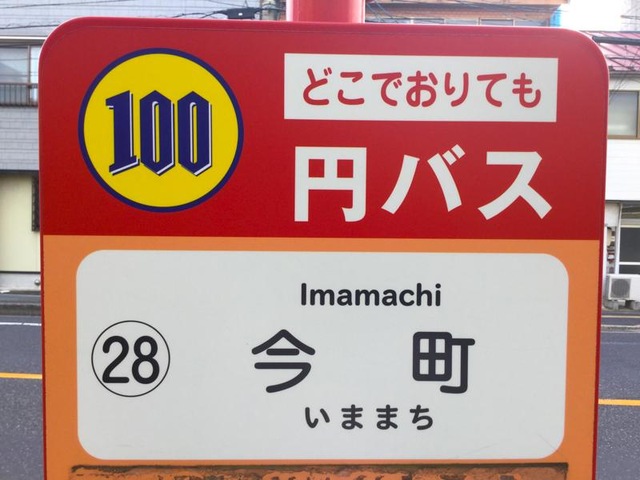 100
どこでおりても
円バス
Imamachi
28
今町
いままち